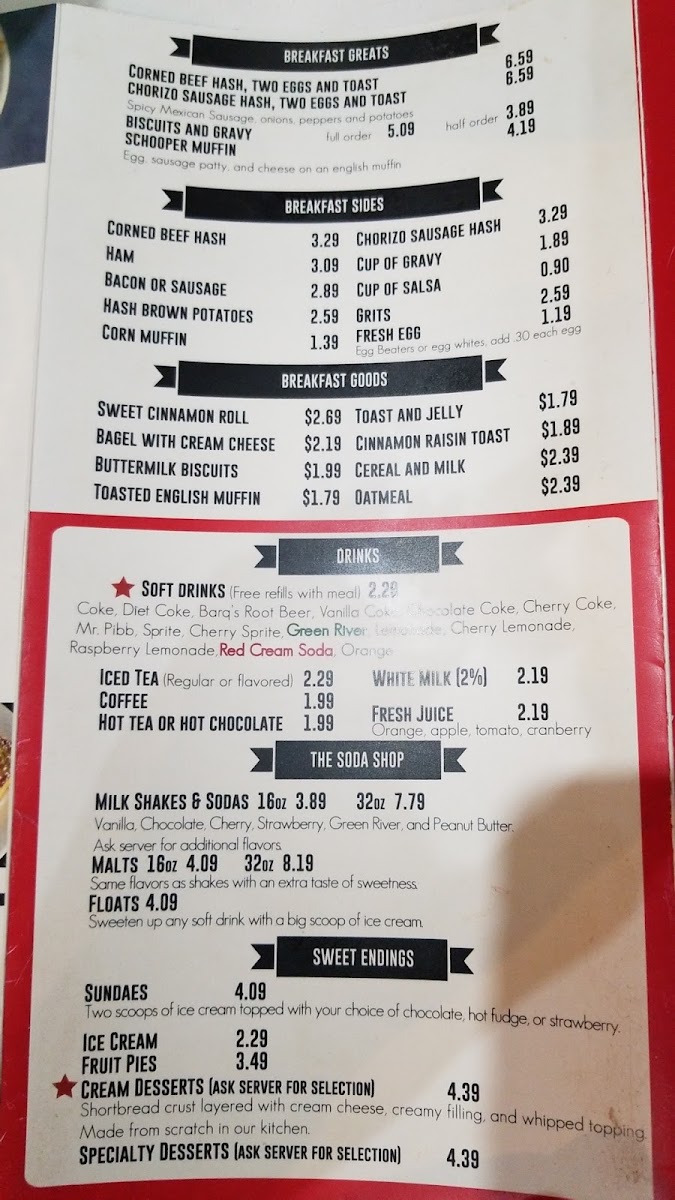 BREAKFAST GREATS
CORNED BEEF HASH, TWO EGGS AND TOAST 6.59
CHORIZO SAUSAGE HASH, TWO EGGS AND TOAST 6.59
Spicy Mexican Sausage, onions, peppers and potatoes
BISCUITS AND GRAVY full order 5.09 half order 3.89
SCHOOPER MUFFIN 4.19
Egg, sausage patty, and cheese on an english muffin
BREAKFAST SIDES
CORNED BEEF HASH 3.29 CHORIZO SAUSAGE HASH 3.29
HAM 3.09 CUP OF GRAVY 1.89
BACON OR SAUSAGE 2.89 CUP OF SALSA 0.90
HASH BROWN POTATOES 2.59 GRITS 2.59
CORN MUFFIN 1.39 FRESH EGG 1.19
Egg Beaters or egg whites, add .30 each egg
BREAKFAST GOODS
SWEET CINNAMON ROLL $2.69 TOAST AND JELLY $1.79
BAGEL WITH CREAM CHEESE $2.19 CINNAMON RAISIN TOAST $1.89
BUTTERMILK BISCUITS $1.99 CEREAL AND MILK $2.39
TOASTED ENGLISH MUFFIN $1.79 OATMEAL $2.39
DRINKS
SOFT DRINKS (Free refills with meal) 2.29
Coke, Diet Coke, Barq's Root Beer, Vanilla Coke, Chocolate Coke, Cherry Coke,
Mr. Pibb, Sprite, Cherry Sprite, Green River, Lemonade, Cherry Lemonade,
Raspberry Lemonade, Red Cream Soda, Orange
ICED TEA (Regular or flavored) 2.29 WHITE MILK (2%) 2.19
COFFEE 1.99
HOT TEA OR HOT CHOCOLATE 1.99 FRESH JUICE 2.19
Orange, apple, tomato, cranberry
THE SODA SHOP
MILK SHAKES & SODAS 16OZ 3.89 32OZ 7.79
Vanilla, Chocolate, Cherry, Strawberry, Green River, and Peanut Butter.
Ask server for additional flavors.
MALTS 16OZ 4.09 32OZ 8.19
Same flavors as shakes with an extra taste of sweetness.
FLOATS 4.09
Sweeten up any soft drink with a big scoop of ice cream.
SWEET ENDINGS
SUNDAES 4.09
Two scoops of ice cream topped with your choice of chocolate, hot fudge, or strawberry.
ICE CREAM 2.29
FRUIT PIES 3.49
CREAM DESSERTS (ASK SERVER FOR SELECTION) 4.39
Shortbread crust layered with cream cheese, creamy filling, and whipped topping.
Made from scratch in our kitchen.
SPECIALTY DESSERTS (ASK SERVER FOR SELECTION) 4.39